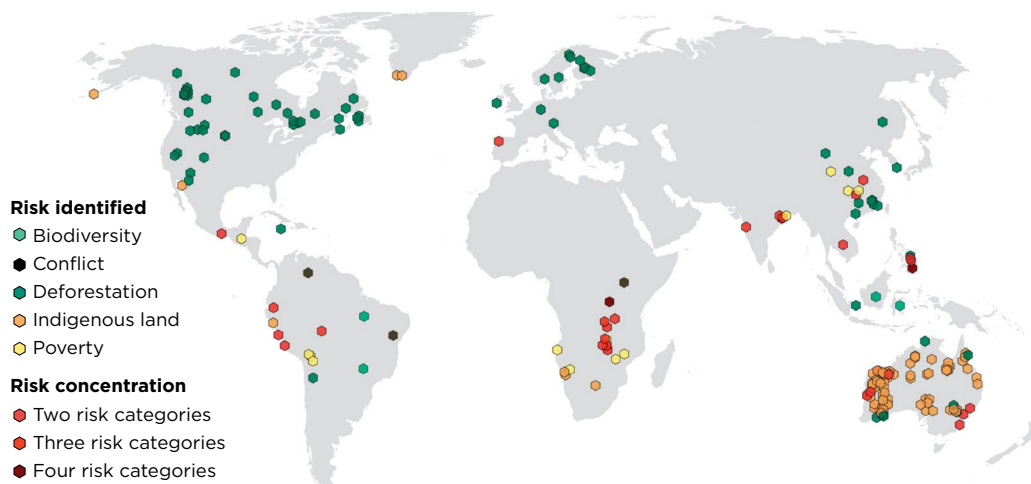 Risk identified
Biodiversity
Conflict
Deforestation
Indigenous land
Poverty
Risk concentration
Two risk categories
Three risk categories
Four risk categories